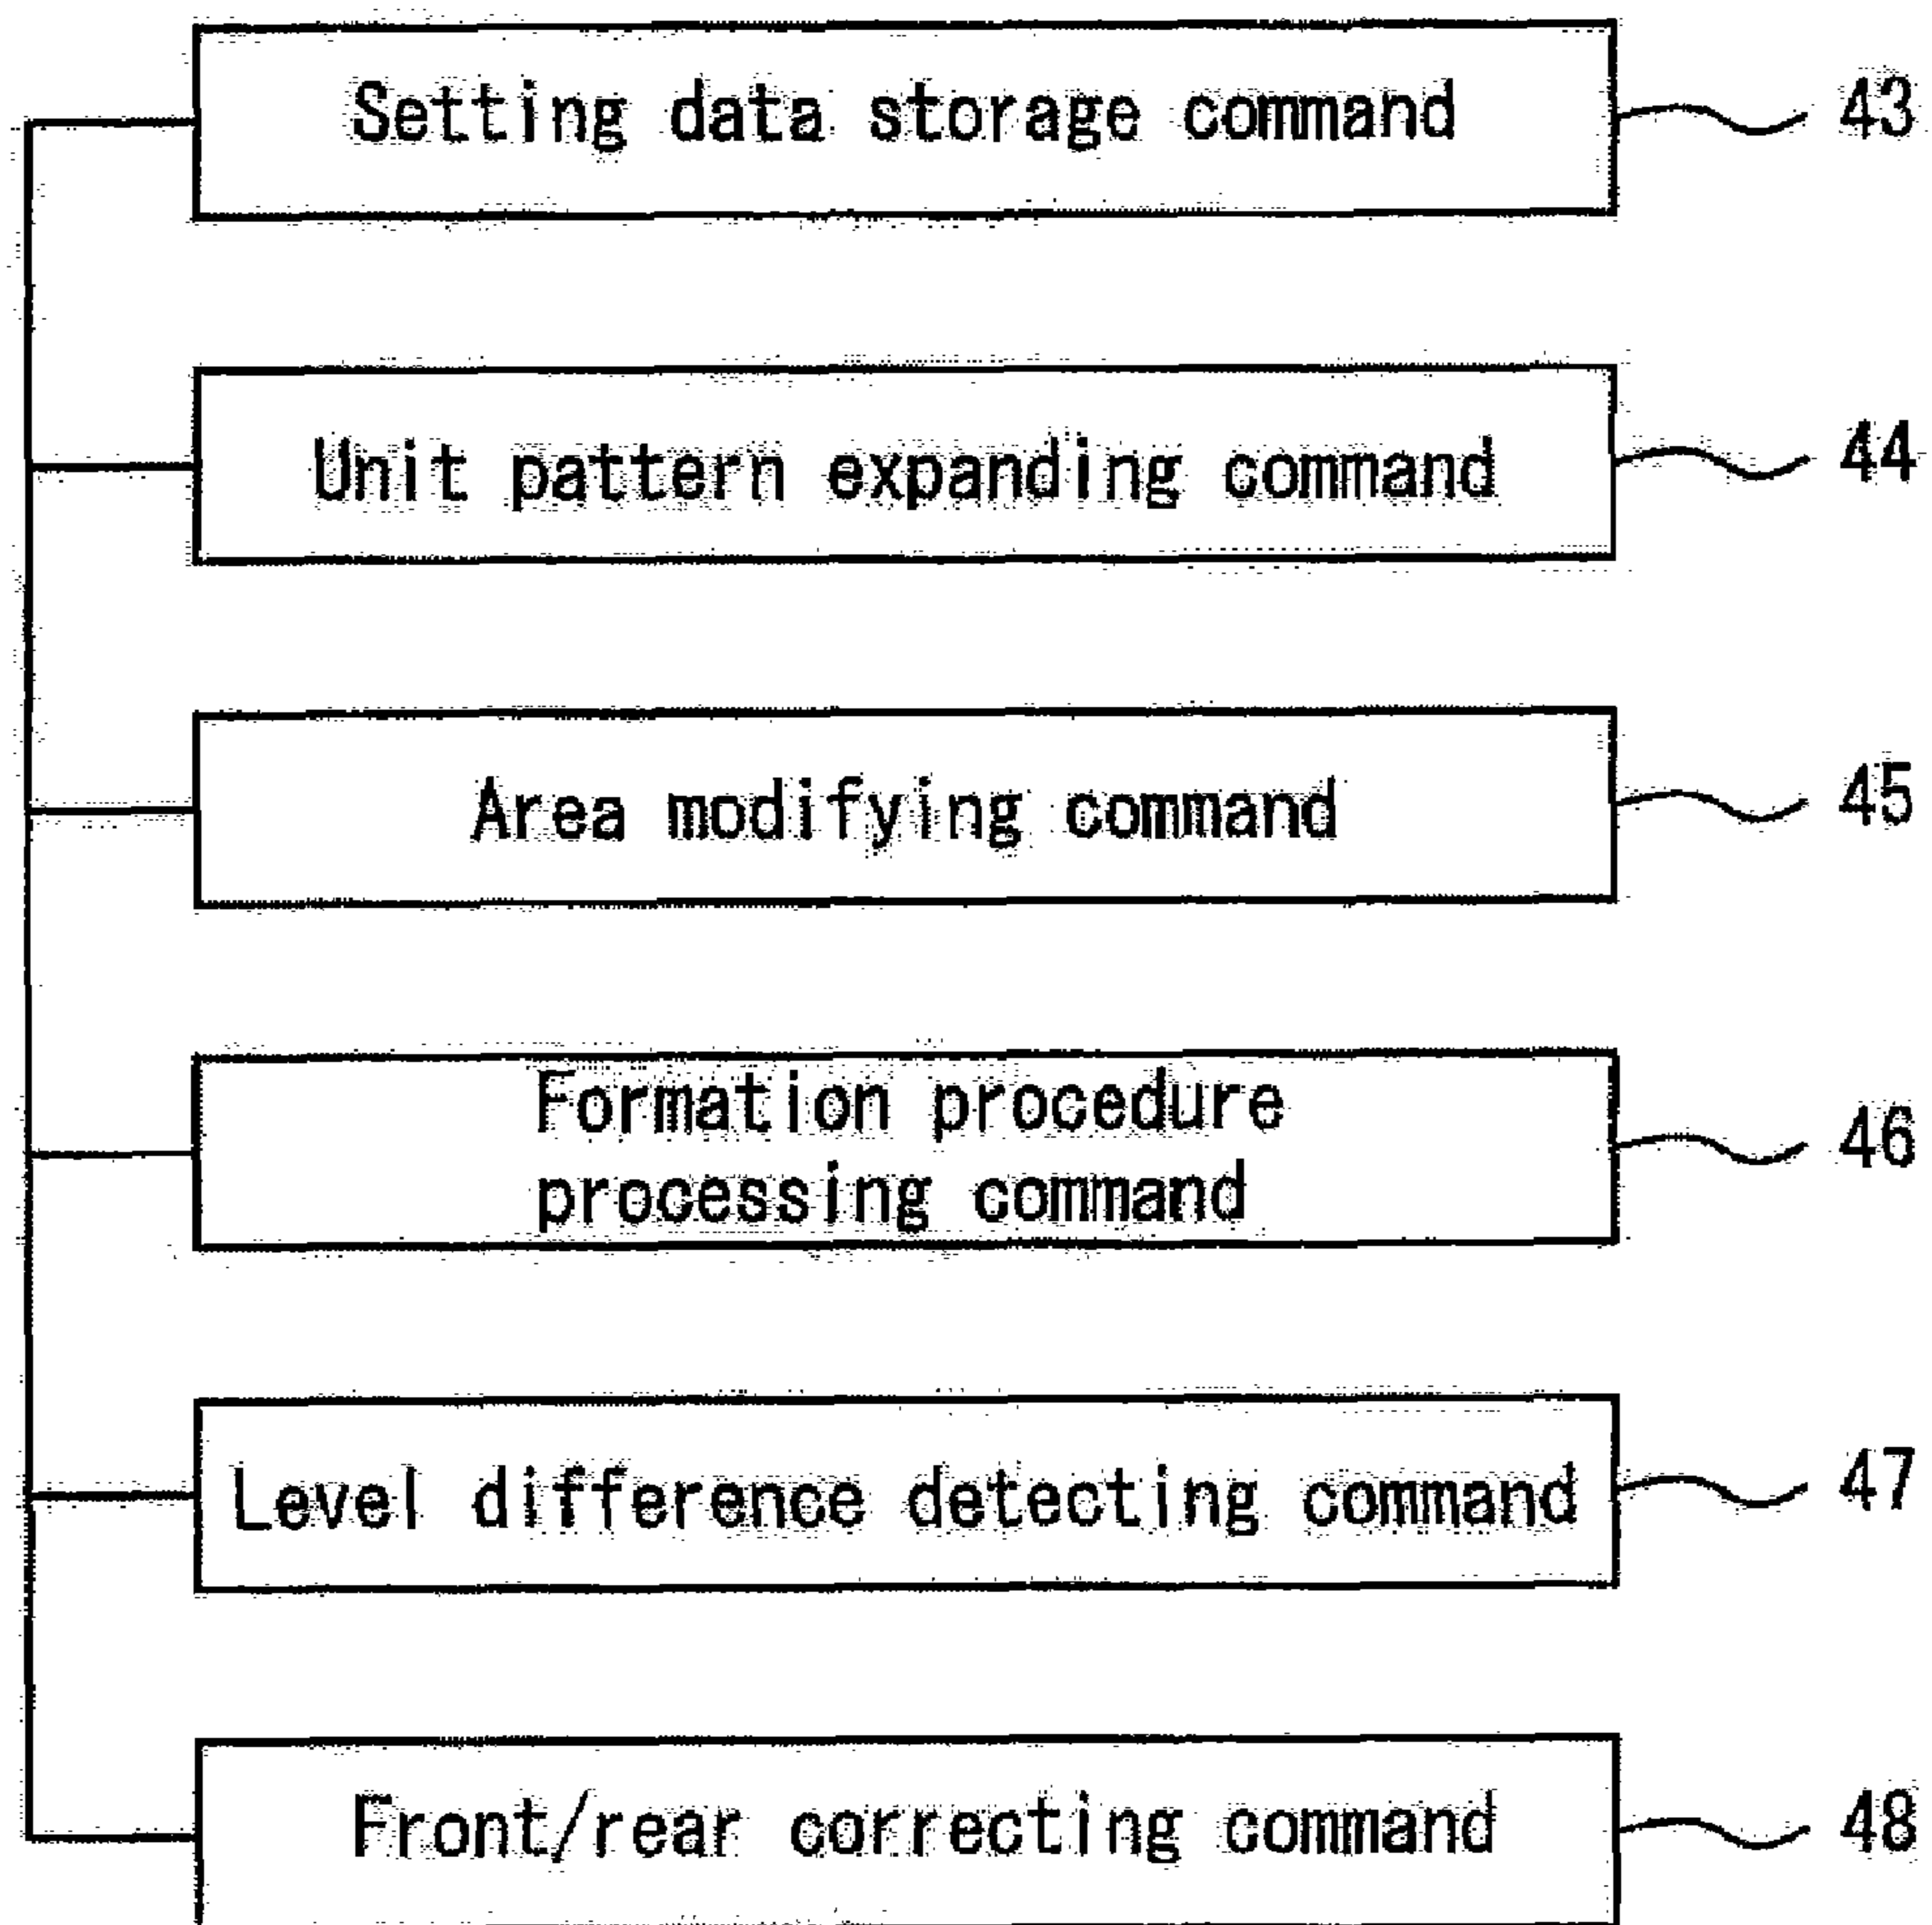 Setting data storage command 43
Unit pattern expanding command 44
Area modifying command 45
Formation procedure
processing command
46
Level difference detecting command 47
Front/rear correcting command 48